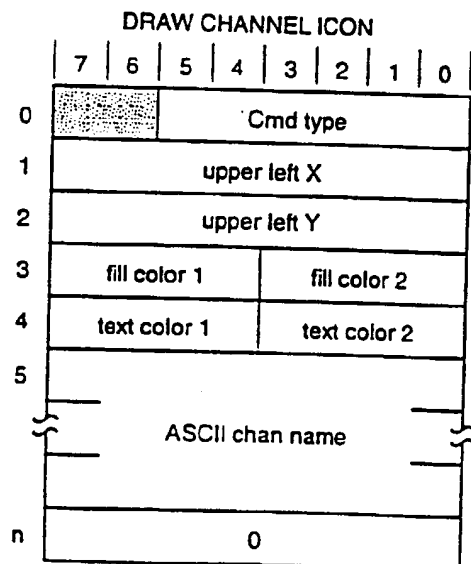 DRAW CHANNEL ICON
7 6 5 4 3 2 1 0
0 Cmd type
1 upper left X
2 upper left Y
3 fill color 1 fill color 2
4 text color 1 text color 2
5
ASCII chan name
n 0